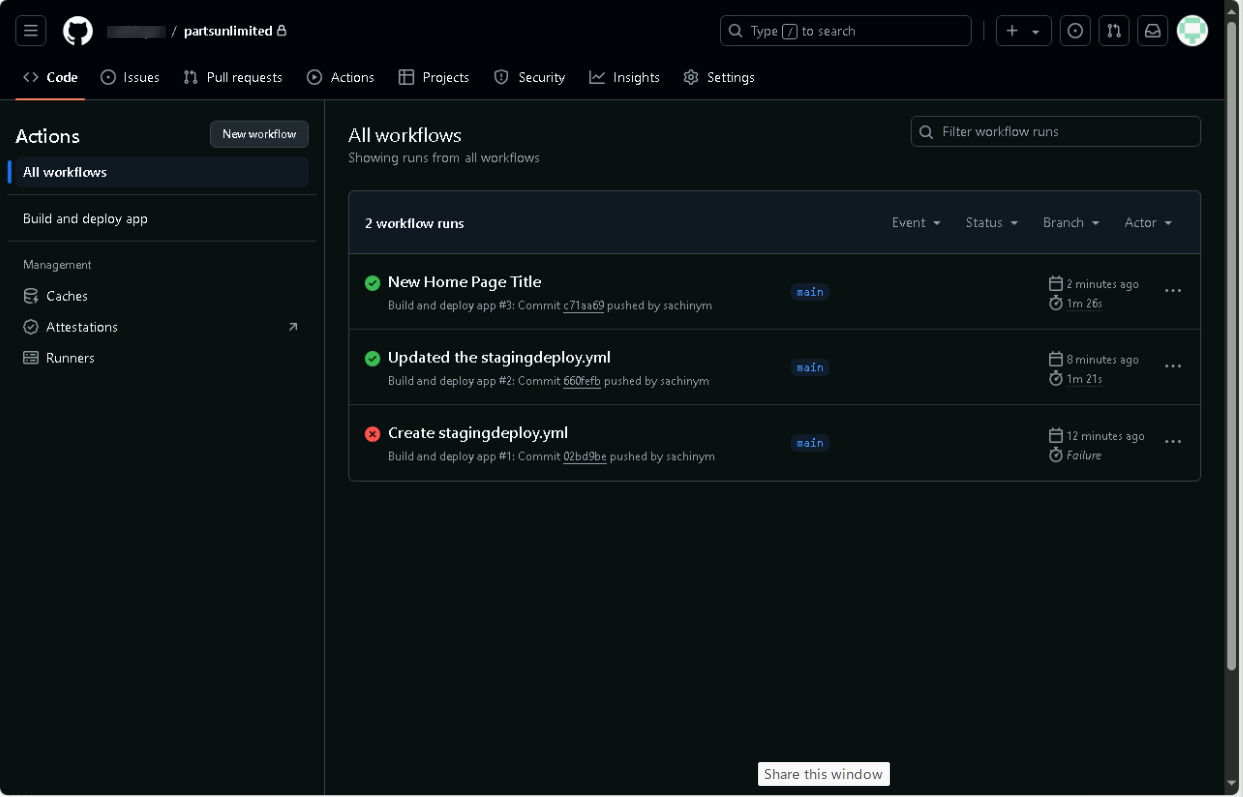 / partsunlimited
Type / to search
Code Issues Pull requests Actions Projects Security Insights Settings
Actions
New workflow
All workflows
Build and deploy app
Management
Caches
Attestations
Runners
All workflows
Showing runs from all workflows
Filter workflow runs
2 workflow runs
Event Status Branch Actor
New Home Page Title
Build and deploy app #3: Commit c71aa69 pushed by sachinym
main
2 minutes ago
1m 26s
Updated the stagingdeploy.yml
Build and deploy app #2: Commit 660fefb pushed by sachinym
main
8 minutes ago
1m 21s
Create stagingdeploy.yml
Build and deploy app #1: Commit 02bd9be pushed by sachinym
main
12 minutes ago
Failure
Share this window